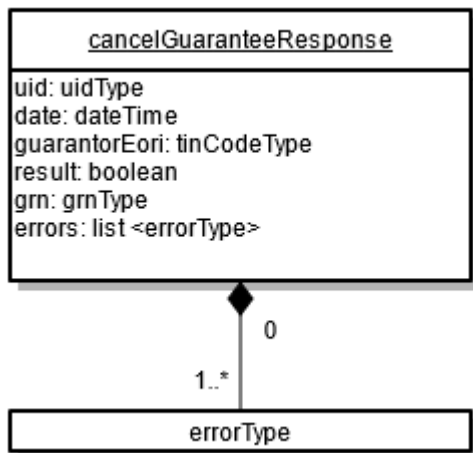 cancelGuaranteeResponse
uid: uidType
date: dateTime
guarantorEori: tinCodeType
result: boolean
grn: grnType
errors: list <errorType>
0
1..*
errorType